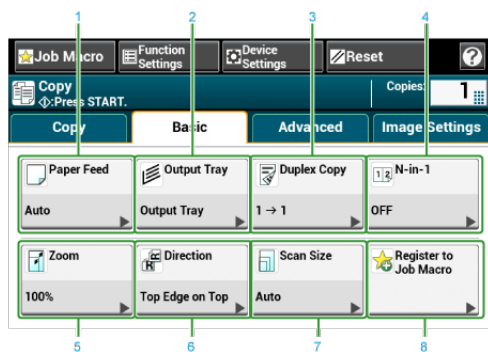 1 2 3 4
Job Macro Function Settings Device Settings Reset ?
Copy Copies: 1
:Press START.
Copy Basic Advanced Image Settings
Paper Feed Output Tray Duplex Copy 12 N-in-1
Auto Output Tray 1 → 1 OFF
Zoom Direction Scan Size Register to Job Macro
100% Top Edge on Top Auto
5 6 7 8